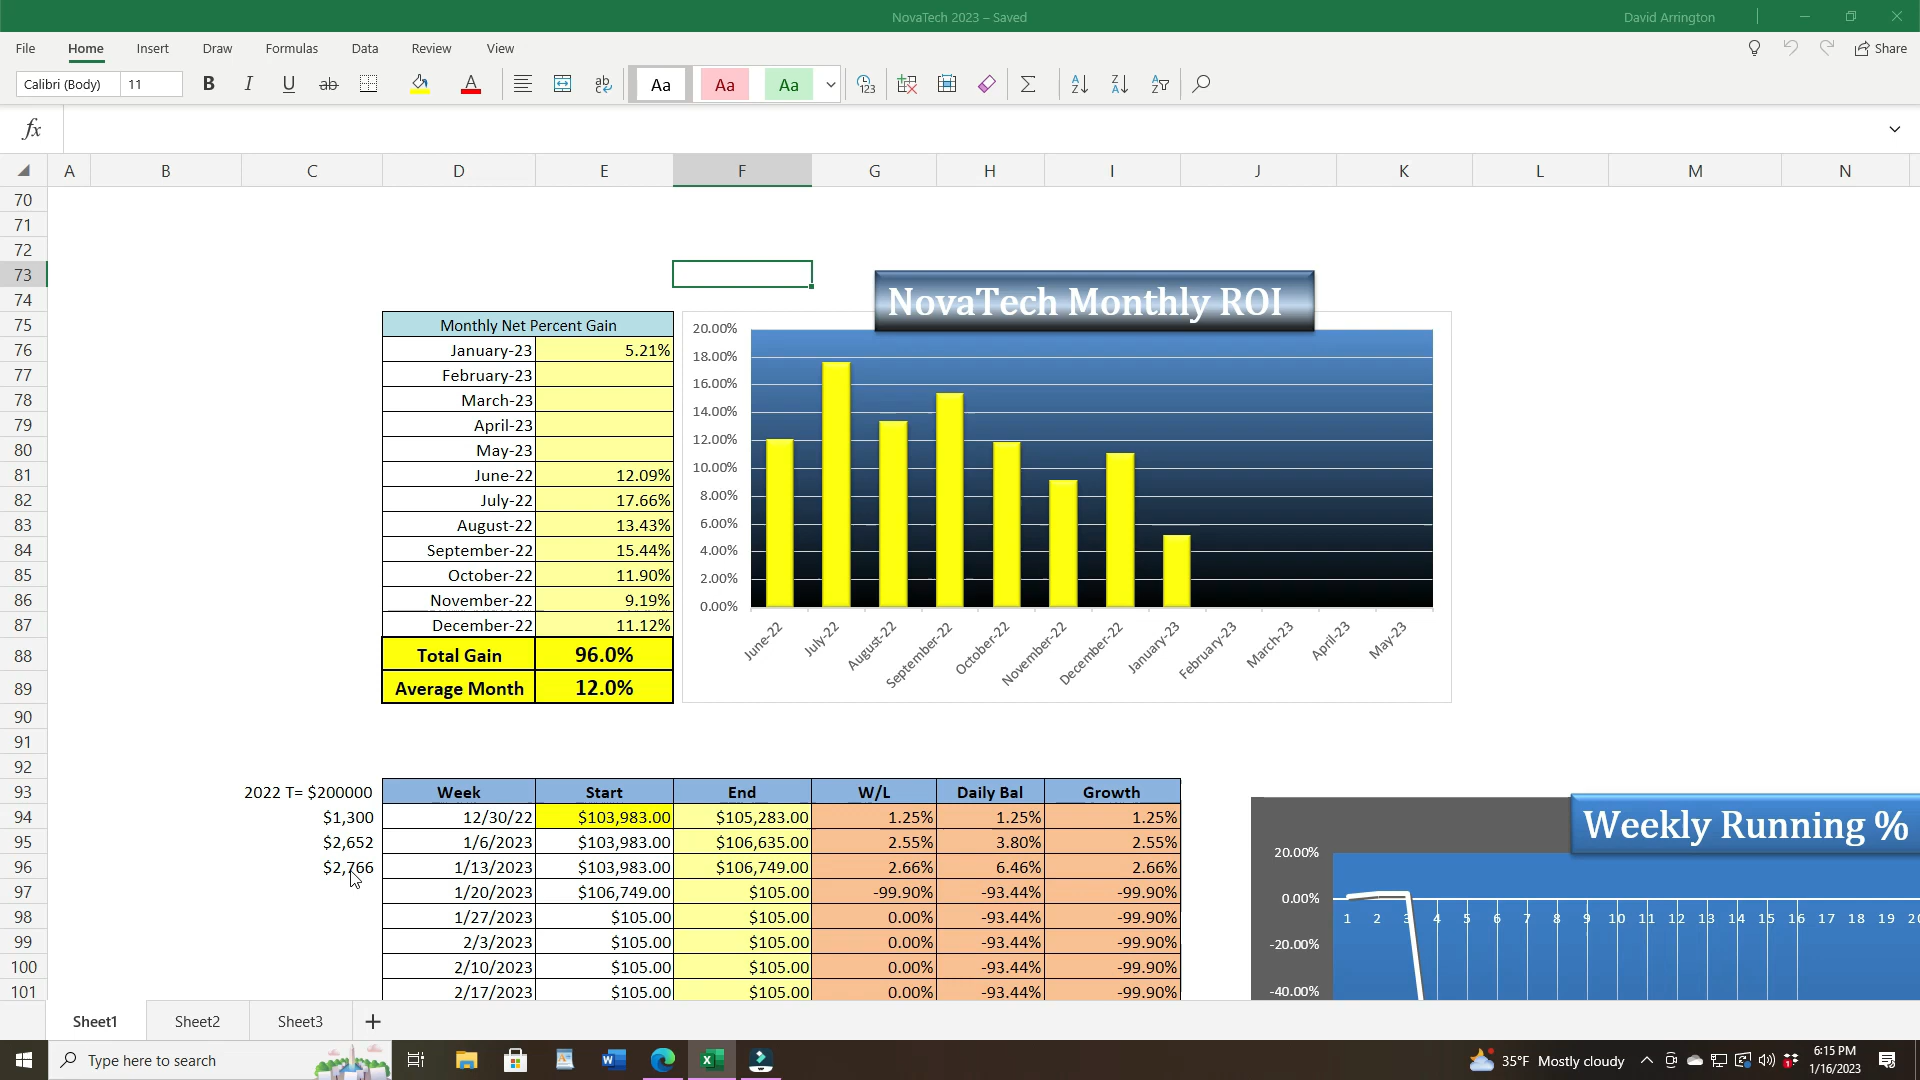 NovaTech 2023 – Saved
David Arrington
File Home Insert Draw Formulas Data Review View
Share
Calibri (Body) 11
B I U ab
Aa Aa Aa
fx
A B C D E F G H I J K L M N
70
71
72
73
74
NovaTech Monthly ROI
75 Monthly Net Percent Gain
76 January-23 5.21%
77 February-23
78 March-23
79 April-23
80 May-23
81 June-22 12.09%
82 July-22 17.66%
83 August-22 13.43%
84 September-22 15.44%
85 October-22 11.90%
86 November-22 9.19%
87 December-22 11.12%
88 Total Gain 96.0%
89 Average Month 12.0%
20.00%
18.00%
16.00%
14.00%
12.00%
10.00%
8.00%
6.00%
4.00%
2.00%
0.00%
June-22 July-22 August-22 September-22 October-22 November-22 December-22 January-23 February-23 March-23 April-23 May-23
90
91
92
93 2022 T= $200000 Week Start End W/L Daily Bal Growth
94 $1,300 12/30/22 $103,983.00 $105,283.00 1.25% 1.25% 1.25%
95 $2,652 1/6/2023 $103,983.00 $106,635.00 2.55% 3.80% 2.55%
96 $2,766 1/13/2023 $103,983.00 $106,749.00 2.66% 6.46% 2.66%
97 1/20/2023 $106,749.00 $105.00 -99.90% -93.44% -99.90%
98 1/27/2023 $105.00 $105.00 0.00% -93.44% -99.90%
99 2/3/2023 $105.00 $105.00 0.00% -93.44% -99.90%
100 2/10/2023 $105.00 $105.00 0.00% -93.44% -99.90%
101 2/17/2023 $105.00 $105.00 0.00% -93.44% -99.90%
Weekly Running %
20.00%
0.00%
1 2 3 4 5 6 7 8 9 10 11 12 13 14 15 16 17 18 19 20
-20.00%
-40.00%
Sheet1 Sheet2 Sheet3
Type here to search
35°F Mostly cloudy
6:15 PM
1/16/2023